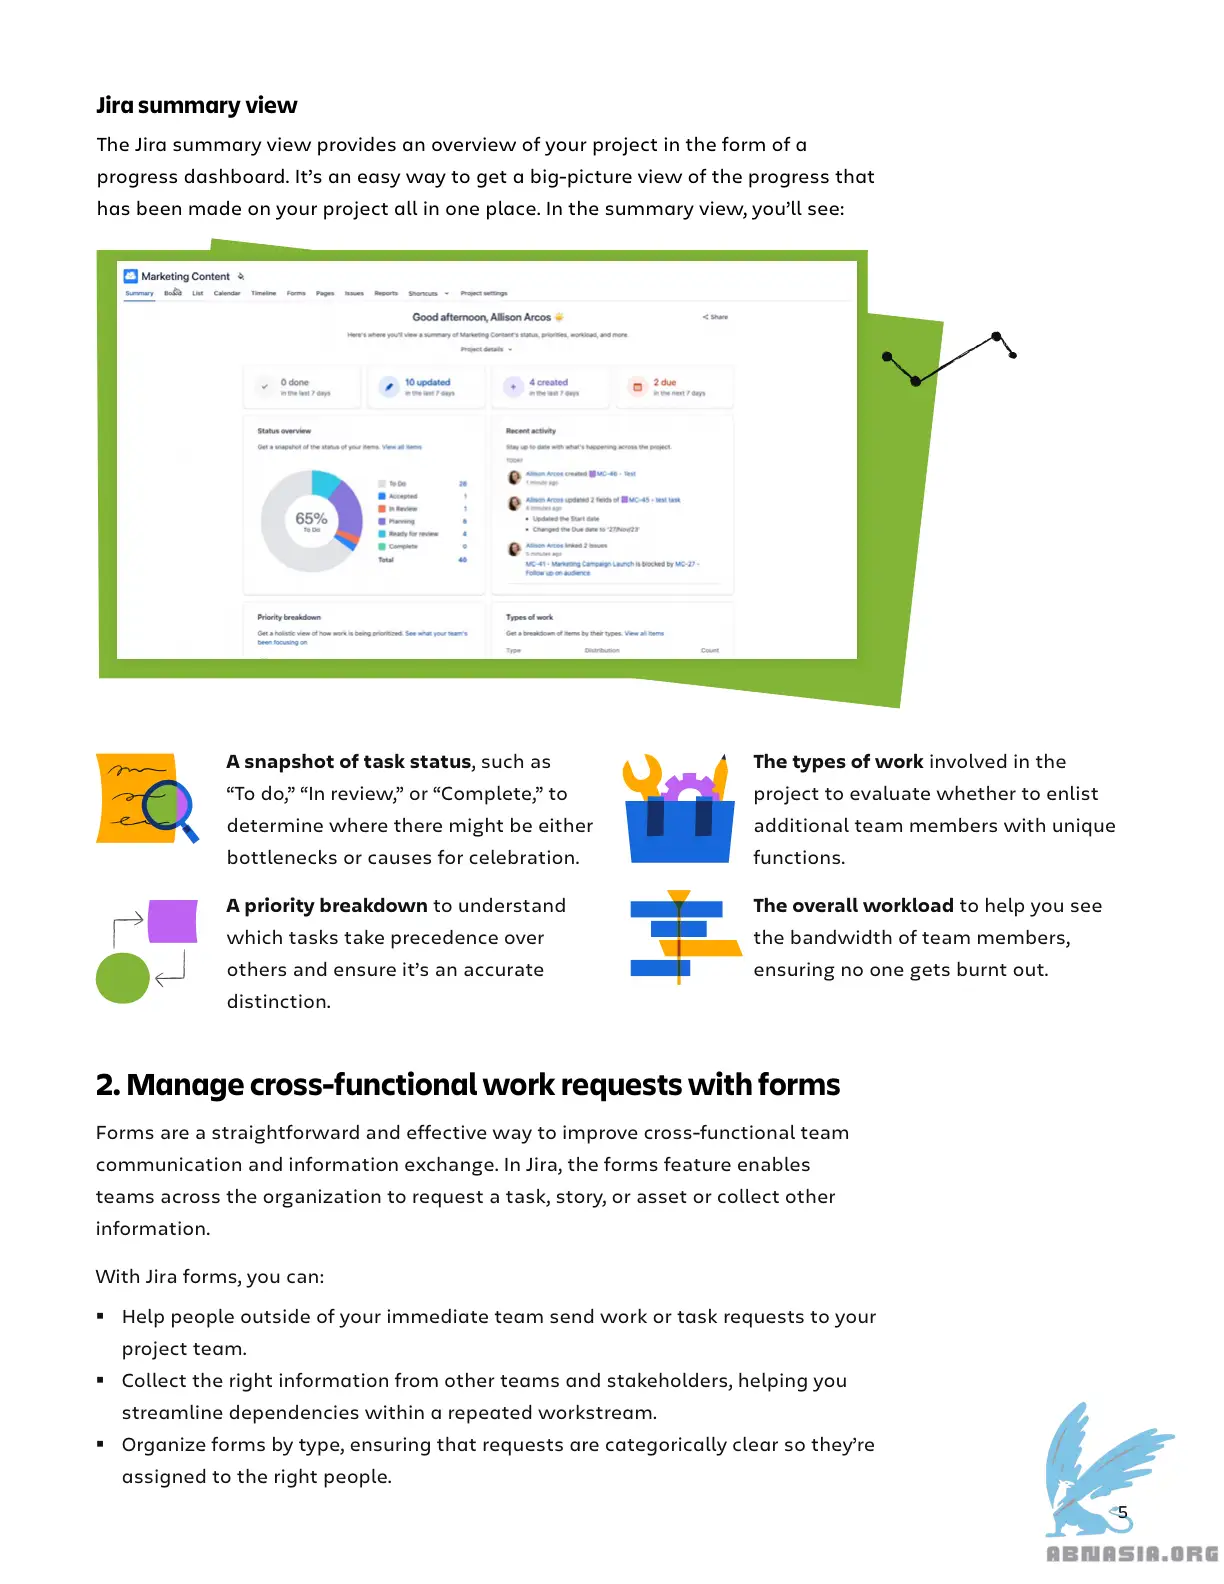 Jira summary view
The Jira summary view provides an overview of your project in the form of a
progress dashboard. It’s an easy way to get a big-picture view of the progress that
has been made on your project all in one place. In the summary view, you’ll see:
Marketing Content
Summary Board List Calendar Timeline Forms Pages Issues Reports Shortcuts Project settings
Good afternoon, Allison Arcos
Share
Here's where you'll view a summary of Marketing Content's status, priorities, workload, and more.
Project details
0 done
in the last 7 days
10 updated
in the last 7 days
4 created
in the last 7 days
2 due
in the next 7 days
Status overview
Get a snapshot of the status of your items. View all items
65%
To Do
To Do 28
Accepted 1
In Review 1
Planning 6
Ready for review 4
Complete 0
Total 40
Recent activity
Stay up to date with what's happening across the project.
TODAY
Allison Arcos created MC-46 - Test
1 minute ago
Allison Arcos updated 2 fields of MC-45 - test task
4 minutes ago
• Updated the Start date
• Changed the Due date to '27/Nov/23'
Allison Arcos linked 2 issues
5 minutes ago
MC-41 - Marketing Campaign Launch is blocked by MC-27 -
Follow up on audience
Priority breakdown
Get a holistic view of how work is being prioritized. See what your team's
been focusing on
Types of work
Get a breakdown of items by their types. View all items
Type Distribution Count
A snapshot of task status, such as
“To do,” “In review,” or “Complete,” to
determine where there might be either
bottlenecks or causes for celebration.
The types of work involved in the
project to evaluate whether to enlist
additional team members with unique
functions.
A priority breakdown to understand
which tasks take precedence over
others and ensure it’s an accurate
distinction.
The overall workload to help you see
the bandwidth of team members,
ensuring no one gets burnt out.
2. Manage cross-functional work requests with forms
Forms are a straightforward and effective way to improve cross-functional team
communication and information exchange. In Jira, the forms feature enables
teams across the organization to request a task, story, or asset or collect other
information.
With Jira forms, you can:
▪ Help people outside of your immediate team send work or task requests to your
project team.
▪ Collect the right information from other teams and stakeholders, helping you
streamline dependencies within a repeated workstream.
▪ Organize forms by type, ensuring that requests are categorically clear so they’re
assigned to the right people.
5
ABNASIA.ORG